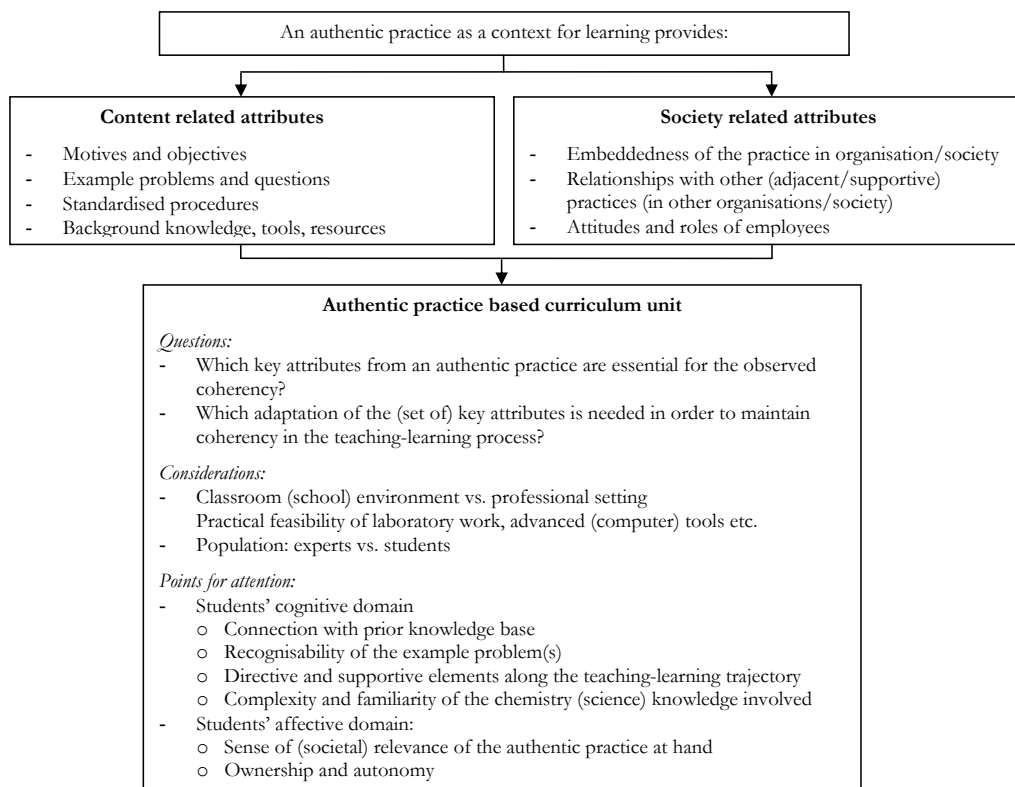 An authentic practice as a context for learning provides:
Content related attributes
- Motives and objectives
- Example problems and questions
- Standardised procedures
- Background knowledge, tools, resources
Society related attributes
- Embeddedness of the practice in organisation/society
- Relationships with other (adjacent/supportive)
practices (in other organisations/society)
- Attitudes and roles of employees
Authentic practice based curriculum unit
Questions:
- Which key attributes from an authentic practice are essential for the observed
coherency?
- Which adaptation of the (set of) key attributes is needed in order to maintain
coherency in the teaching-learning process?
Considerations:
- Classroom (school) environment vs. professional setting
Practical feasibility of laboratory work, advanced (computer) tools etc.
- Population: experts vs. students
Points for attention:
- Students’ cognitive domain
o Connection with prior knowledge base
o Recognisability of the example problem(s)
o Directive and supportive elements along the teaching-learning trajectory
o Complexity and familiarity of the chemistry (science) knowledge involved
- Students’ affective domain:
o Sense of (societal) relevance of the authentic practice at hand
o Ownership and autonomy